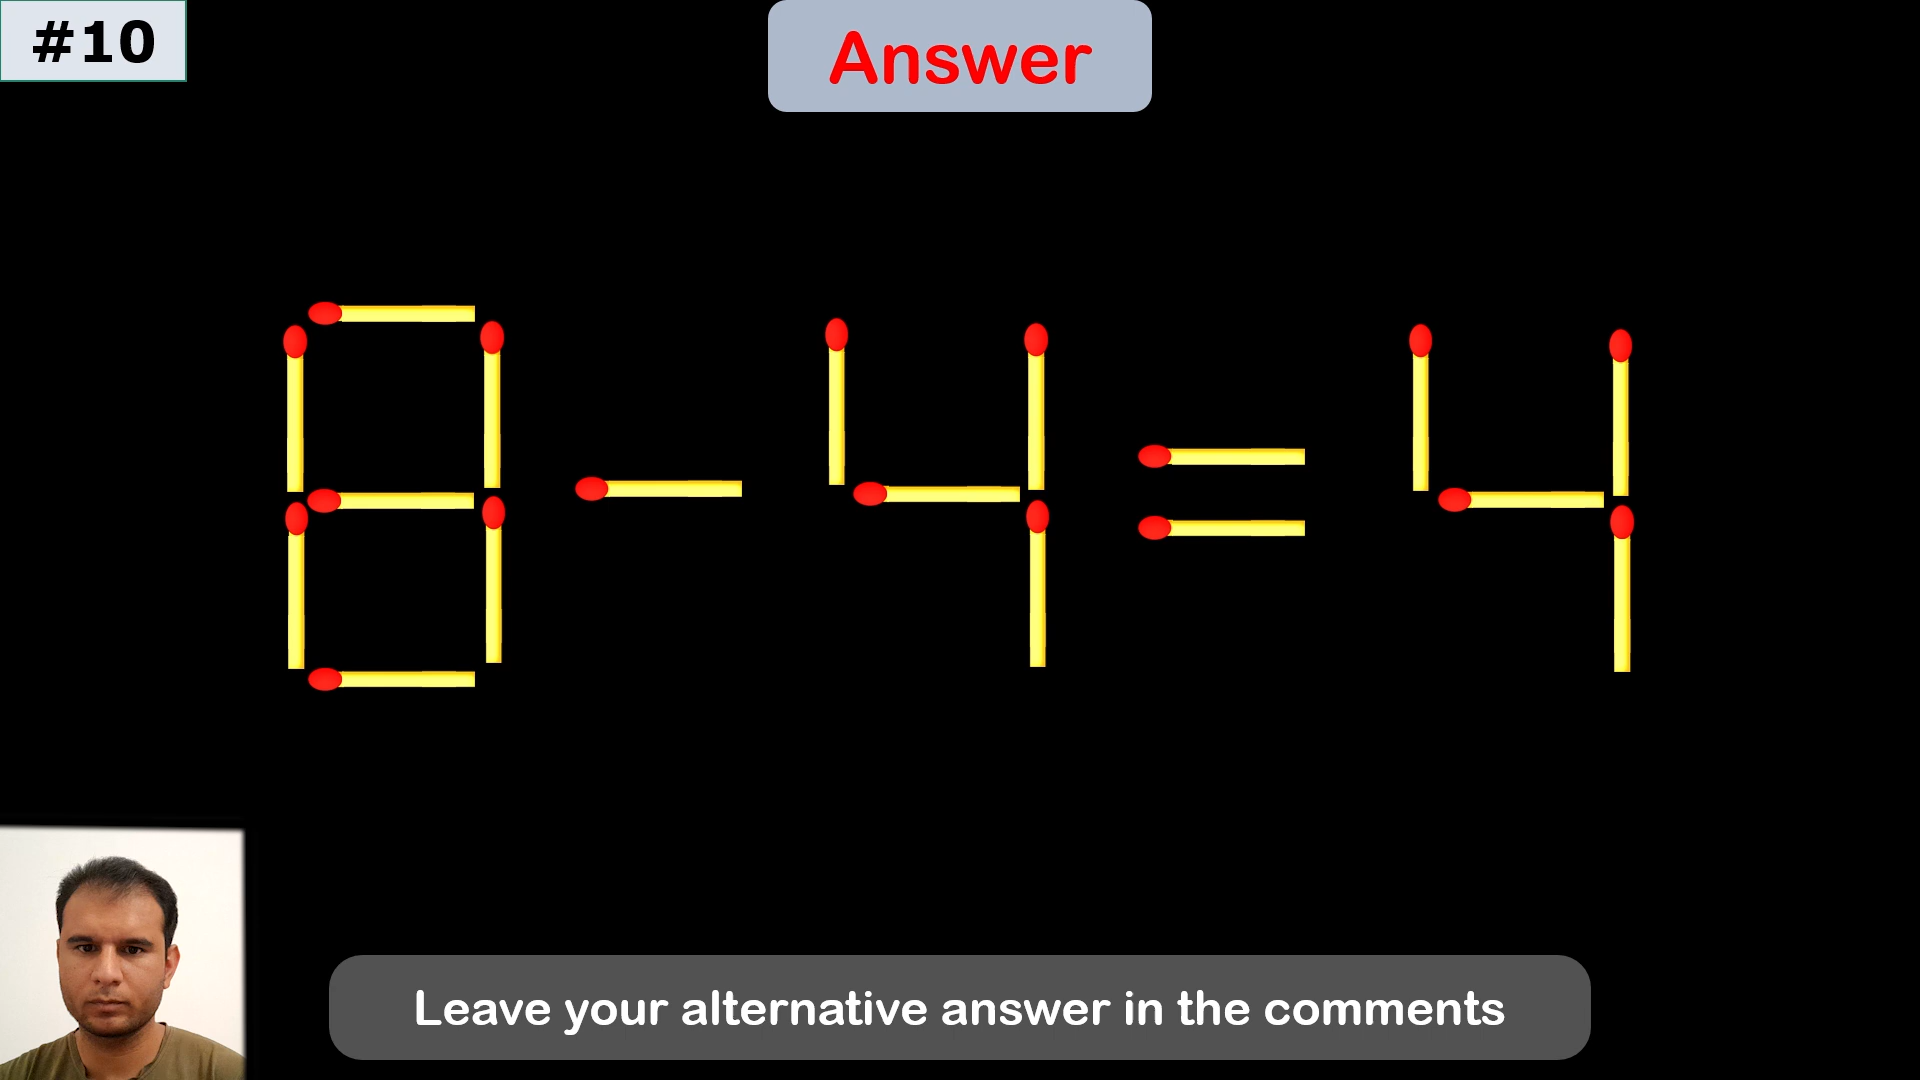 #10
Answer
8 - 4 = 4
Leave your alternative answer in the comments